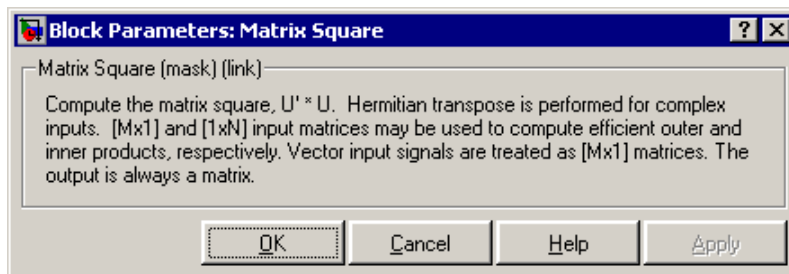 Block Parameters: Matrix Square
Matrix Square (mask) (link)
Compute the matrix square, U' * U. Hermitian transpose is performed for complex
inputs. [Mx1] and [1xN] input matrices may be used to compute efficient outer and
inner products, respectively. Vector input signals are treated as [Mx1] matrices. The
output is always a matrix.
OK Cancel Help Apply